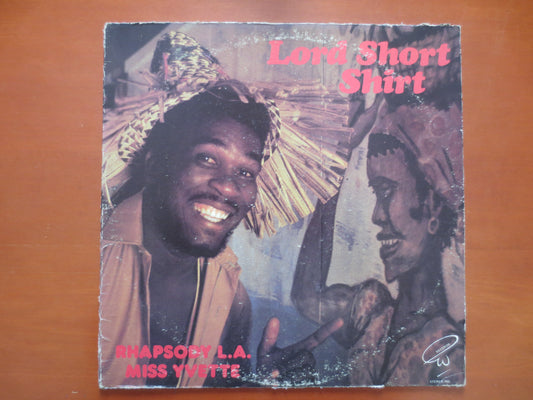 Lord Short
Shirt
RHAPSODY L.A.
MISS YVETTE